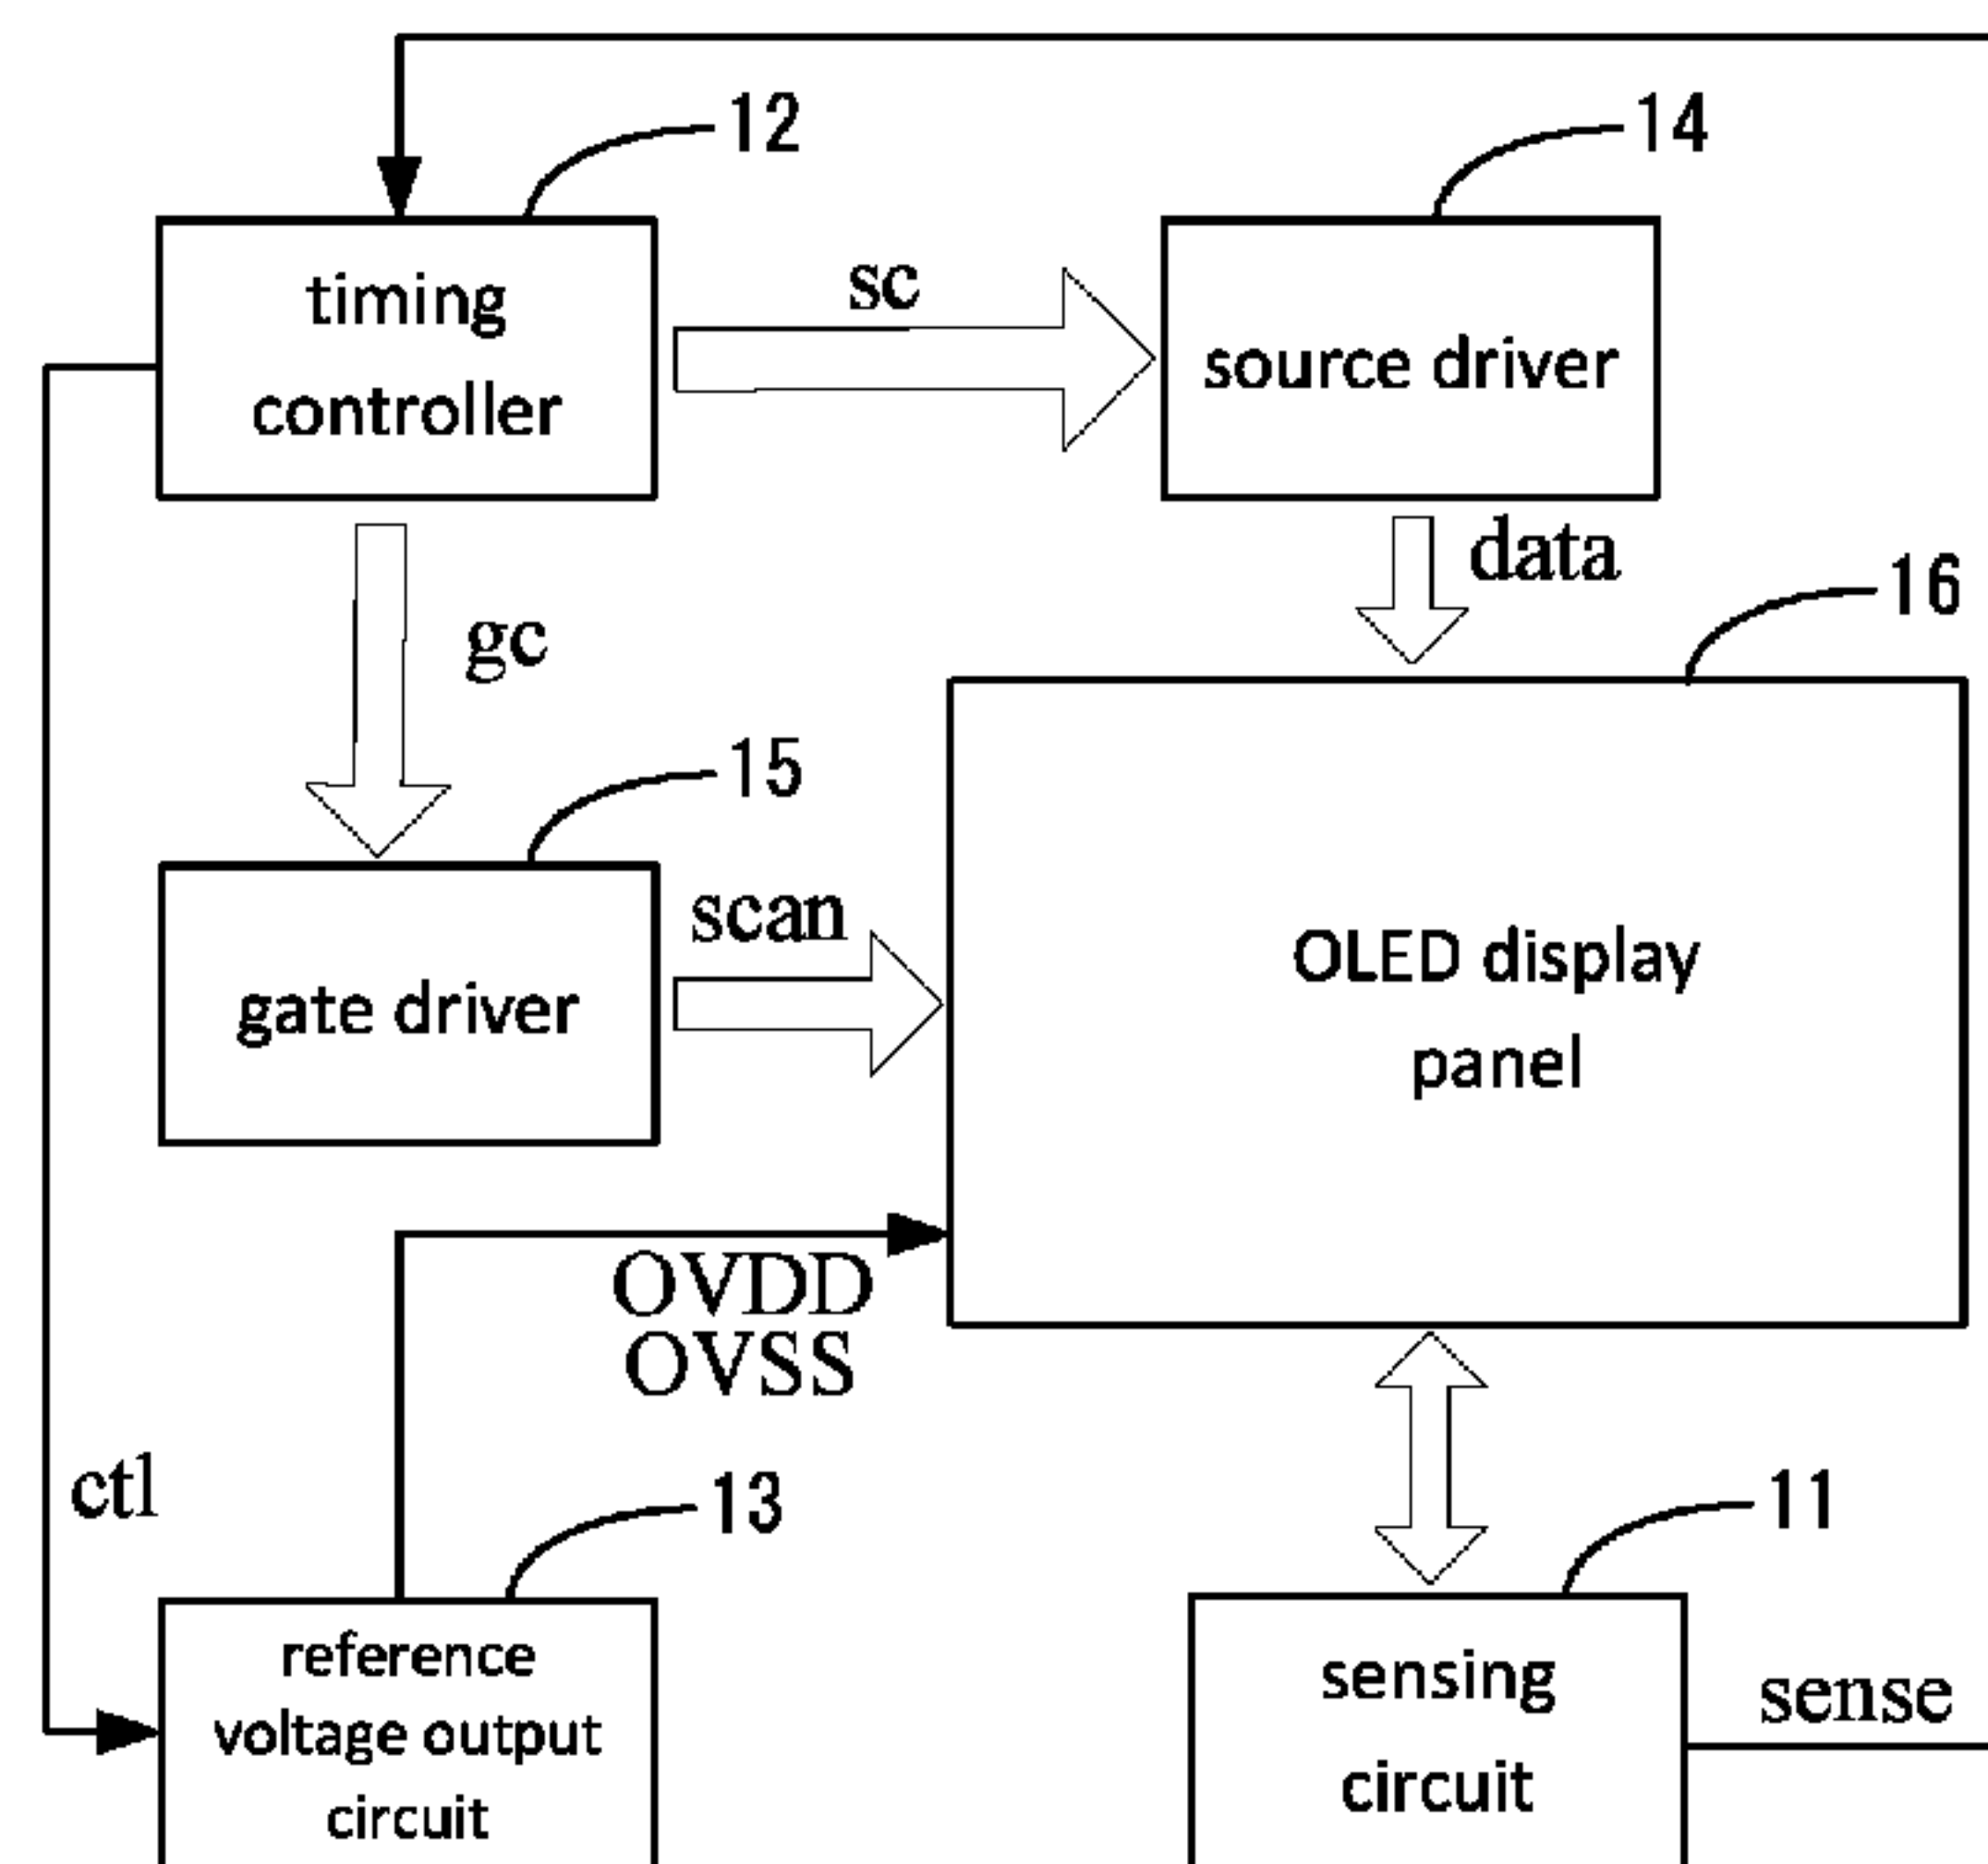 12
14
timing
controller
sc
source driver
data
16
gc
15
scan
gate driver
OLED display
panel
OVDD
OVSS
ctl
13
11
reference
voltage output
circuit
sensing
circuit
sense